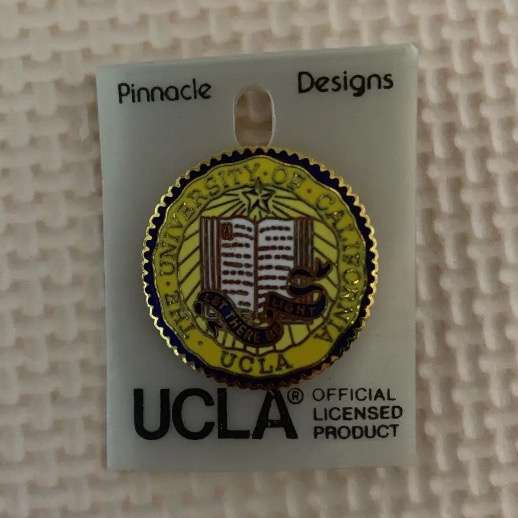 Pinnacle Designs
· THE · UNIVERSITY · OF · CALIFORNIA ·
LET THERE BE LIGHT
UCLA
UCLA® OFFICIAL
LICENSED
PRODUCT